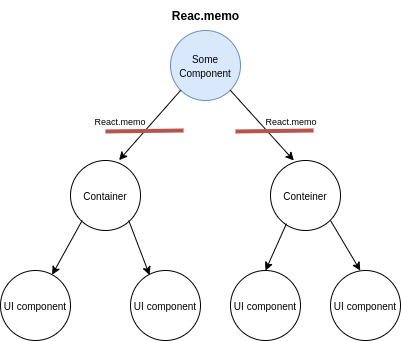 Reac.memo
Some
Component
React.memo
React.memo
Container
Conteiner
UI component
UI component
UI component
UI component